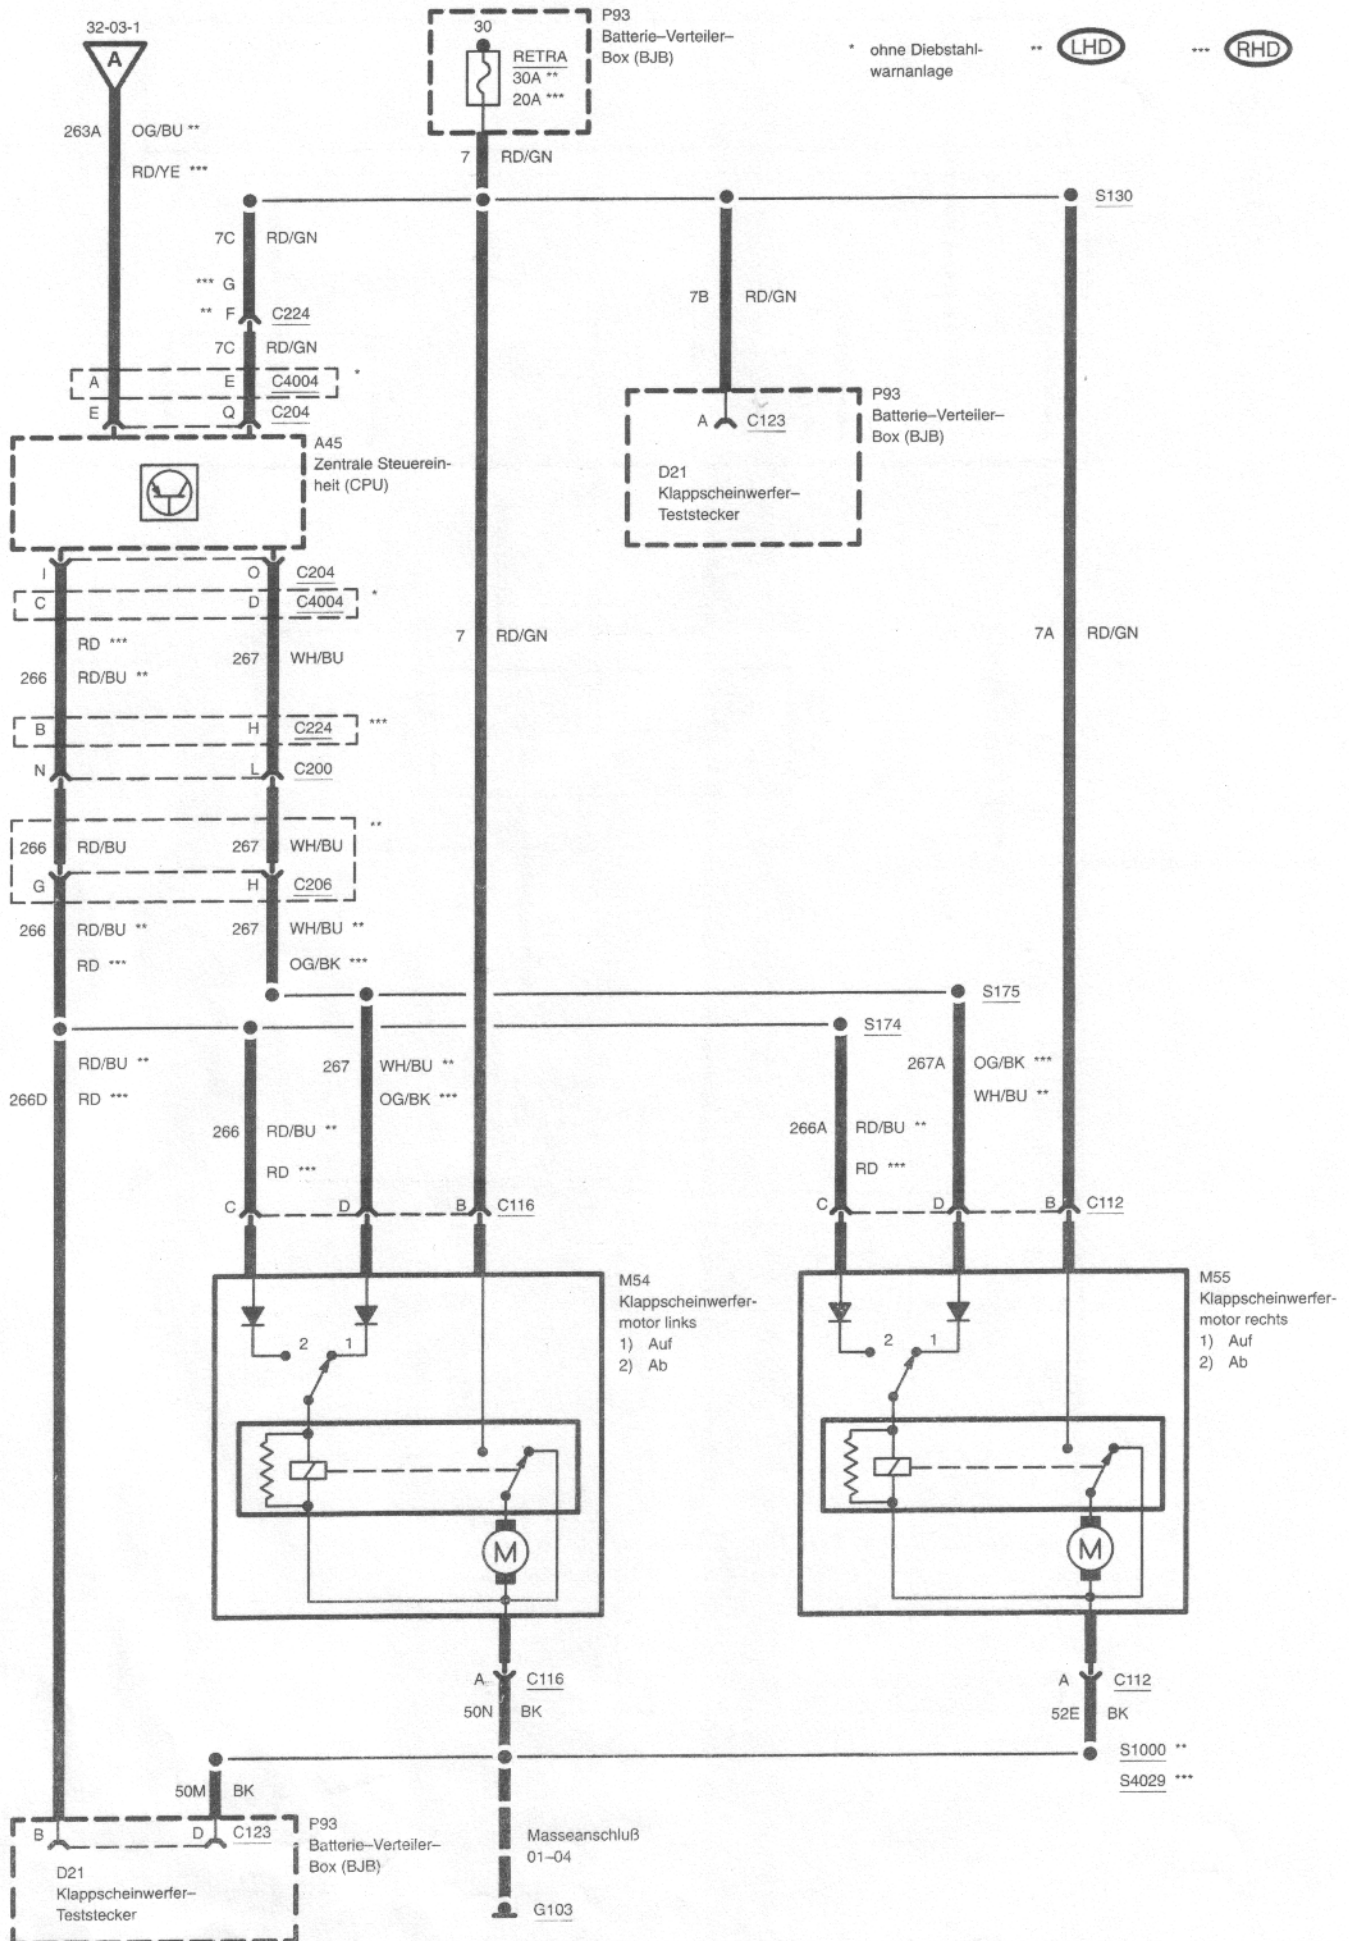 32-03-1
A
263A OG/BU **
RD/YE ***
30
RETRA
30A **
20A ***
P93
Batterie–Verteiler–
Box (BJB)
* ohne Diebstahl-
warnanlage
** LHD
*** RHD
7 RD/GN
S130
7C RD/GN
*** G
** F C224
7C RD/GN
A E C4004 *
E Q C204
A45
Zentrale Steuerein-
heit (CPU)
7B RD/GN
A C123
D21
Klappscheinwerfer–
Teststecker
P93
Batterie–Verteiler–
Box (BJB)
I O C204
C D C4004 *
RD ***
266 RD/BU **
267 WH/BU
7 RD/GN
7A RD/GN
B H C224 ***
N L C200
**
266 RD/BU 267 WH/BU
G H C206
266 RD/BU ** 267 WH/BU **
RD *** OG/BK ***
S175
S174
RD/BU **
266D RD ***
267 WH/BU **
OG/BK ***
266 RD/BU **
RD ***
267A OG/BK ***
WH/BU **
266A RD/BU **
RD ***
C D B C116
C D B C112
M54
Klappscheinwerfer-
motor links
1) Auf
2) Ab
2 1
M
M55
Klappscheinwerfer-
motor rechts
1) Auf
2) Ab
2 1
M
A C116
50N BK
A C112
52E BK
S1000 **
S4029 ***
50M BK
B D C123
P93
Batterie–Verteiler–
Box (BJB)
D21
Klappscheinwerfer–
Teststecker
Masseanschluß
01–04
G103